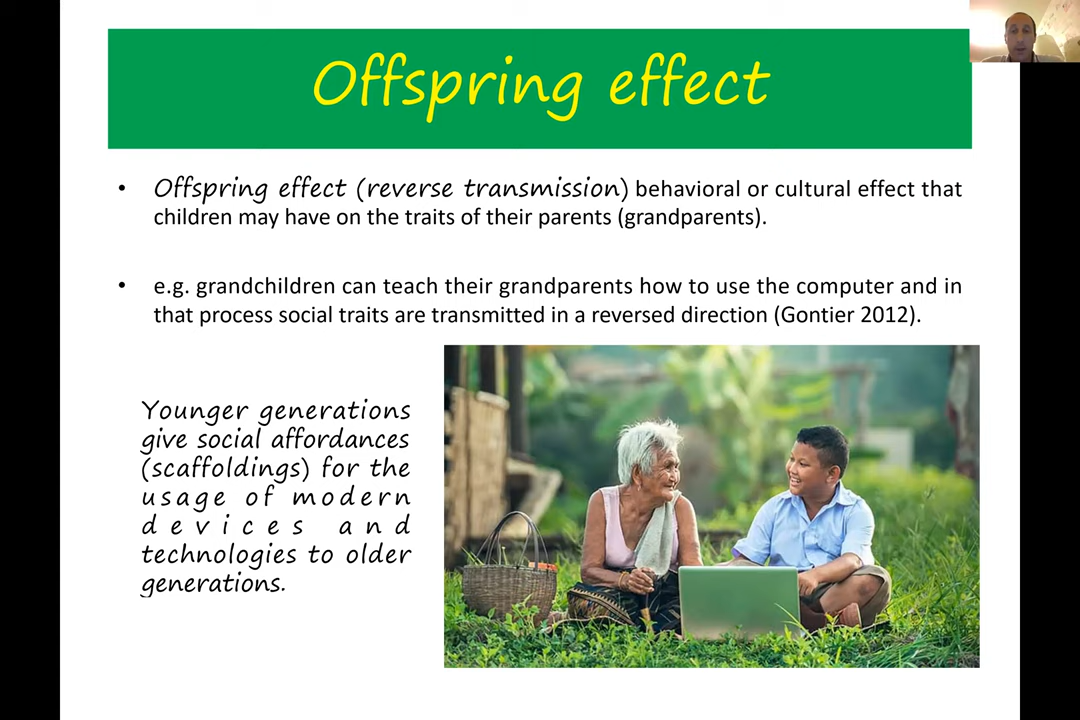 Offspring effect
• Offspring effect (reverse transmission) behavioral or cultural effect that
children may have on the traits of their parents (grandparents).
• e.g. grandchildren can teach their grandparents how to use the computer and in
that process social traits are transmitted in a reversed direction (Gontier 2012).
Younger generations
give social affordances
(scaffoldings) for the
usage of modern
devices and
technologies to older
generations.